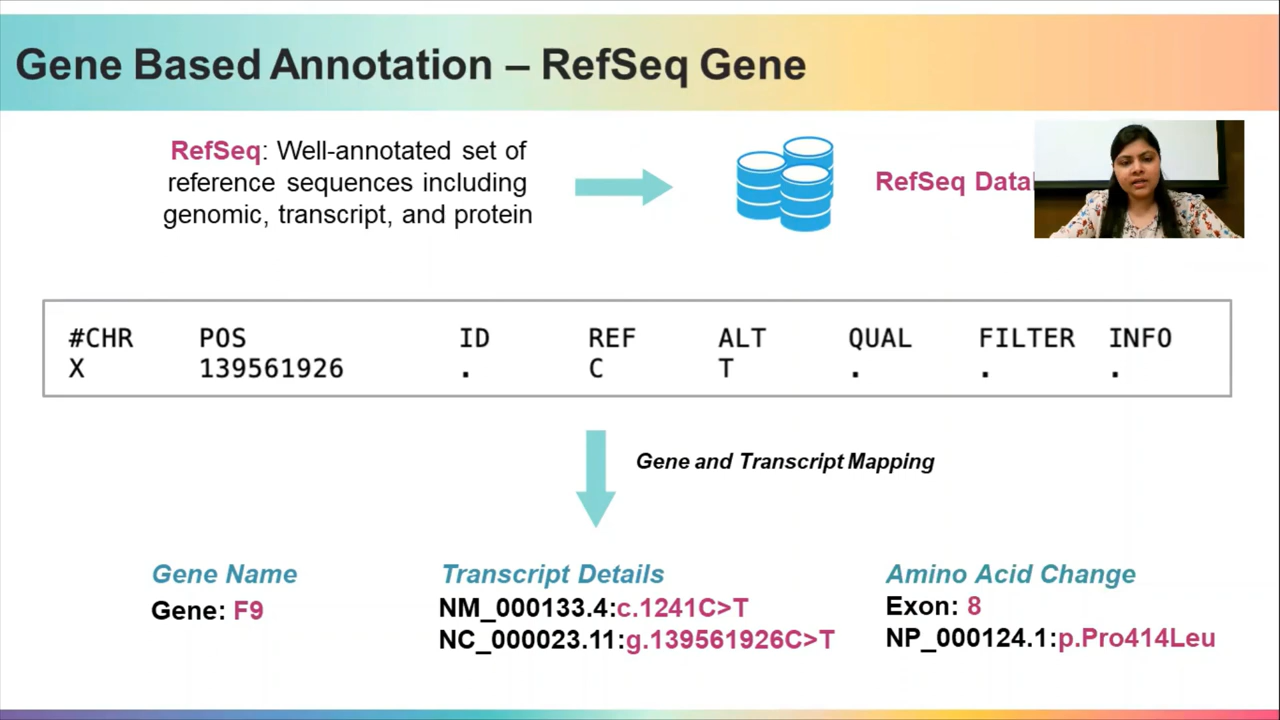 Gene Based Annotation – RefSeq Gene
RefSeq: Well-annotated set of
reference sequences including
genomic, transcript, and protein
RefSeq
#CHR POS ID REF ALT QUAL FILTER INFO
X 139561926 . C T . . .
Gene and Transcript Mapping
Gene Name
Gene: F9
Transcript Details
NM_000133.4:c.1241C>T
NC_000023.11:g.139561926C>T
Amino Acid Change
Exon: 8
NP_000124.1:p.Pro414Leu